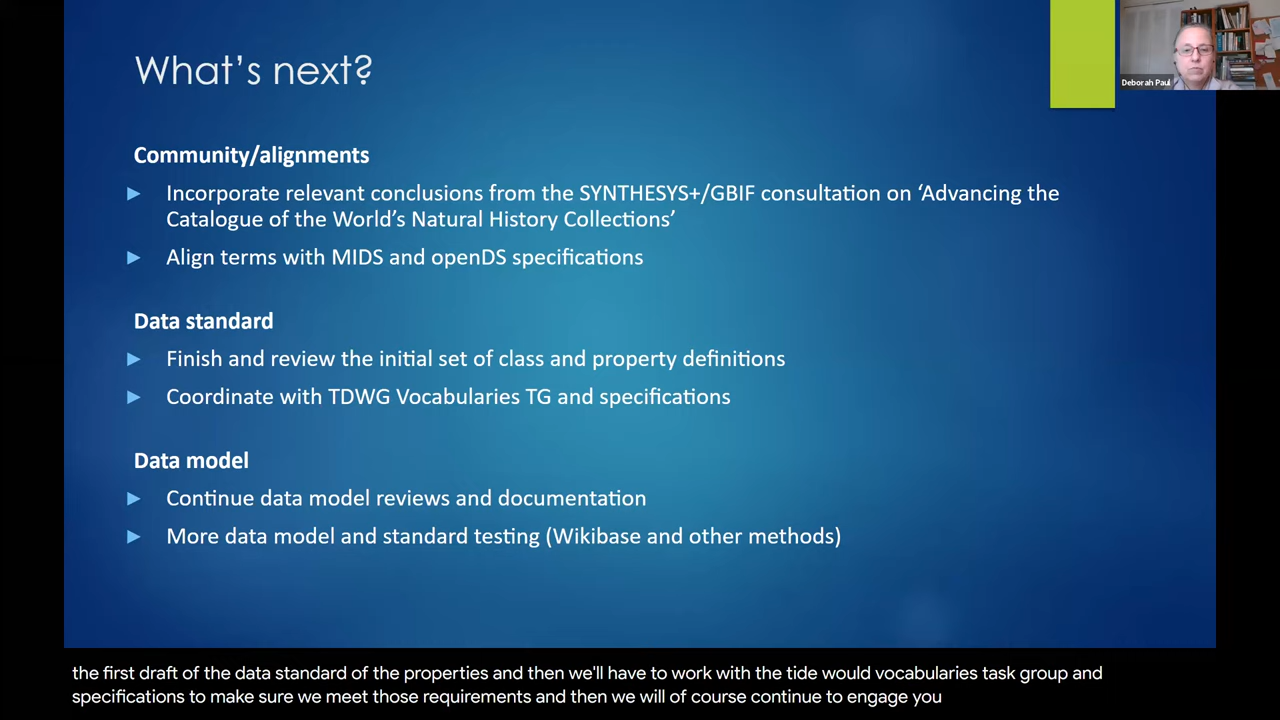 What's next?
Deborah Paul
Community/alignments
Incorporate relevant conclusions from the SYNTHESYS+/GBIF consultation on ‘Advancing the
Catalogue of the World's Natural History Collections’
Align terms with MIDS and openDS specifications
Data standard
Finish and review the initial set of class and property definitions
Coordinate with TDWG Vocabularies TG and specifications
Data model
Continue data model reviews and documentation
More data model and standard testing (Wikibase and other methods)
the first draft of the data standard of the properties and then we'll have to work with the tide would vocabularies task group and
specifications to make sure we meet those requirements and then we will of course continue to engage you